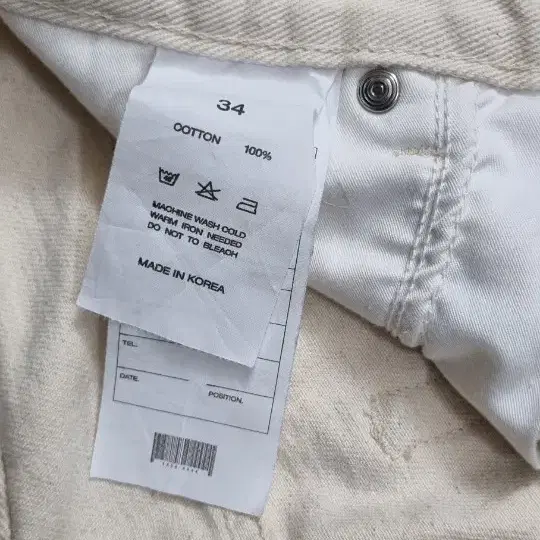 34
COTTON 100%
MACHINE WASH COLD
WARM IRON NEEDED
DO NOT TO BLEACH
MADE IN KOREA
TEL.
DATE.
POSITION.